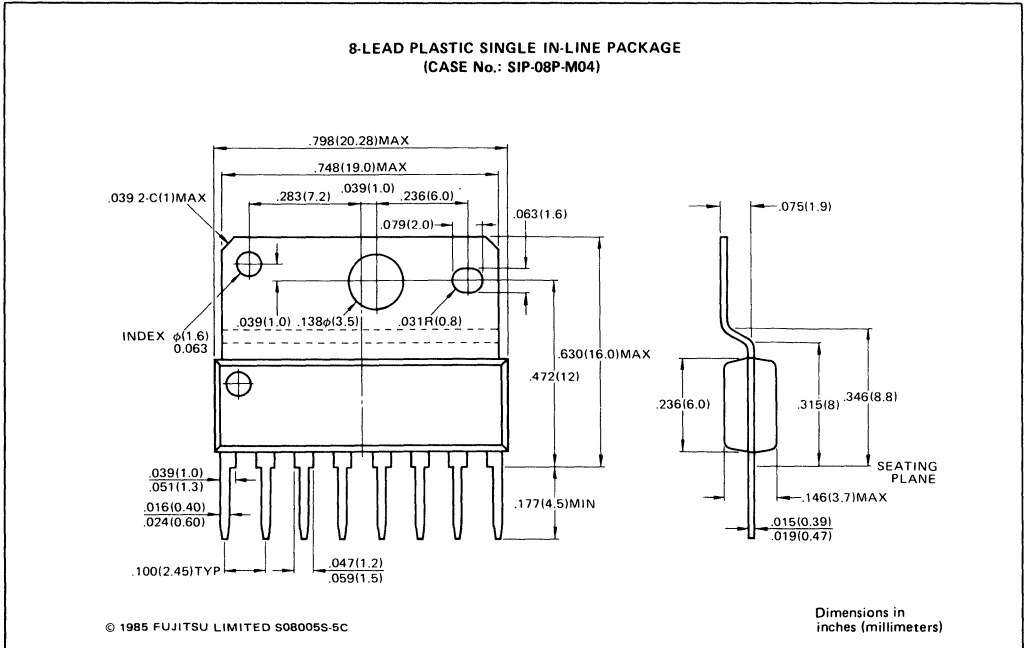 8-LEAD PLASTIC SINGLE IN-LINE PACKAGE
(CASE No.: SIP-08P-M04)
.798(20.28)MAX
.748(19.0)MAX
.039 2-C(1)MAX
.283(7.2)
.039(1.0)
.236(6.0)
.079(2.0)
.063(1.6)
.075(1.9)
INDEX φ(1.6)
0.063
.039(1.0)
.138φ(3.5)
.031R(0.8)
.630(16.0)MAX
.472(12)
.236(6.0)
.315(8)
.346(8.8)
SEATING
PLANE
.039(1.0)
.051(1.3)
.016(0.40)
.024(0.60)
.177(4.5)MIN
.146(3.7)MAX
.015(0.39)
.019(0.47)
.100(2.45)TYP
.047(1.2)
.059(1.5)
© 1985 FUJITSU LIMITED S08005S-5C
Dimensions in
inches (millimeters)